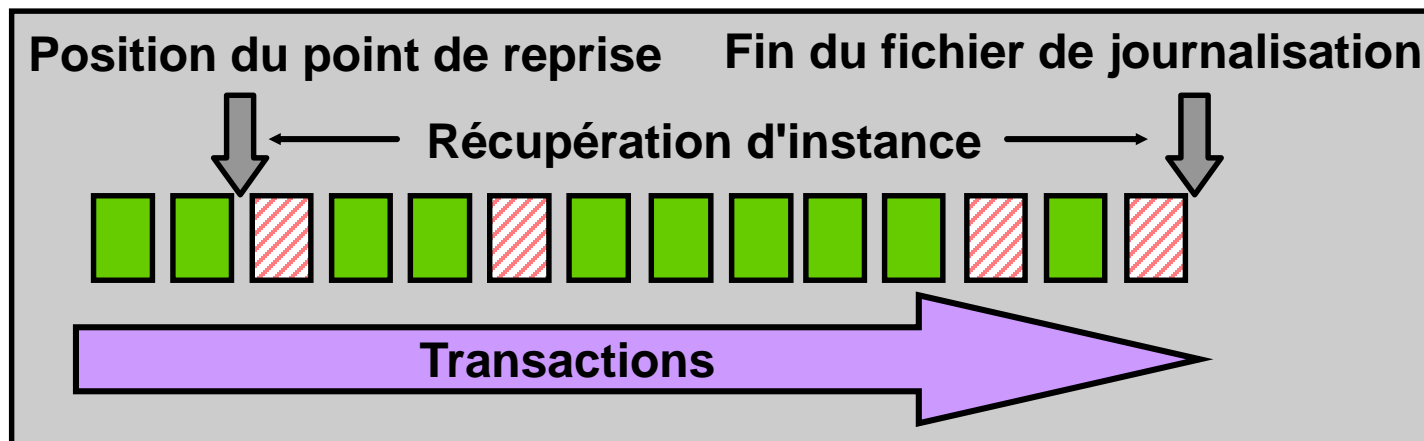 Position du point de reprise
Fin du fichier de journalisation
Récupération d'instance
Transactions